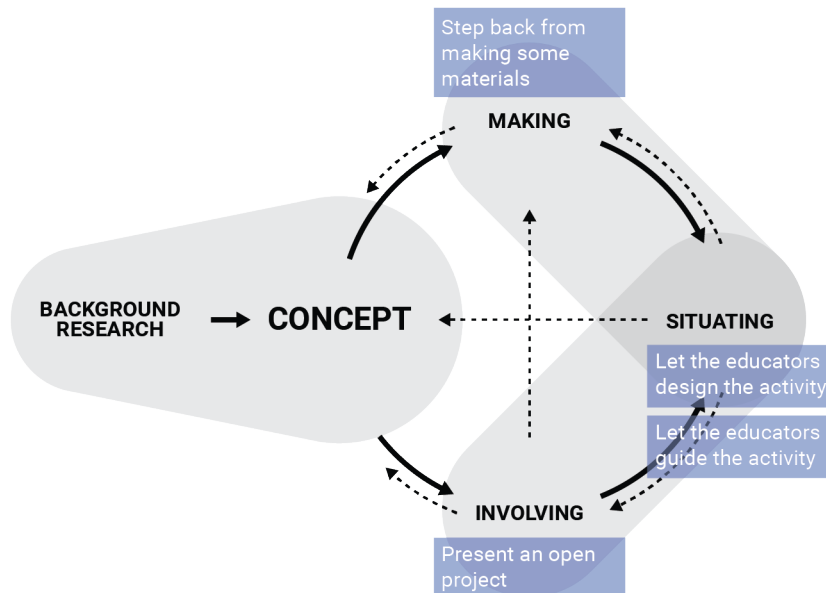 Step back from
making some
materials
MAKING
BACKGROUND
RESEARCH
CONCEPT
SITUATING
Let the educators
design the activity
Let the educators
guide the activity
INVOLVING
Present an open
project